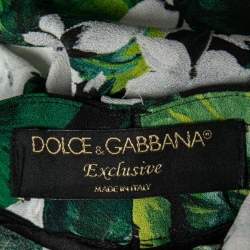 DOLCE & GABBANA®
Exclusive
MADE IN ITALY